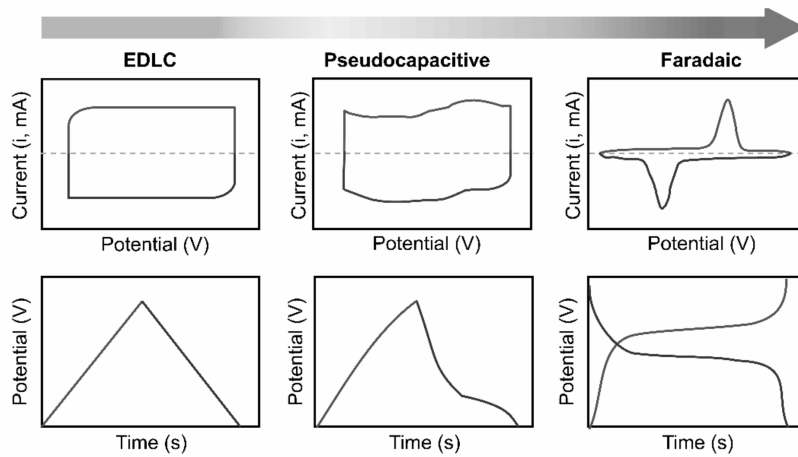 EDLC
Pseudocapacitive
Faradaic
Current (i, mA)
Potential (V)
Current (i, mA)
Potential (V)
Current (i, mA)
Potential (V)
Potential (V)
Time (s)
Potential (V)
Time (s)
Potential (V)
Time (s)